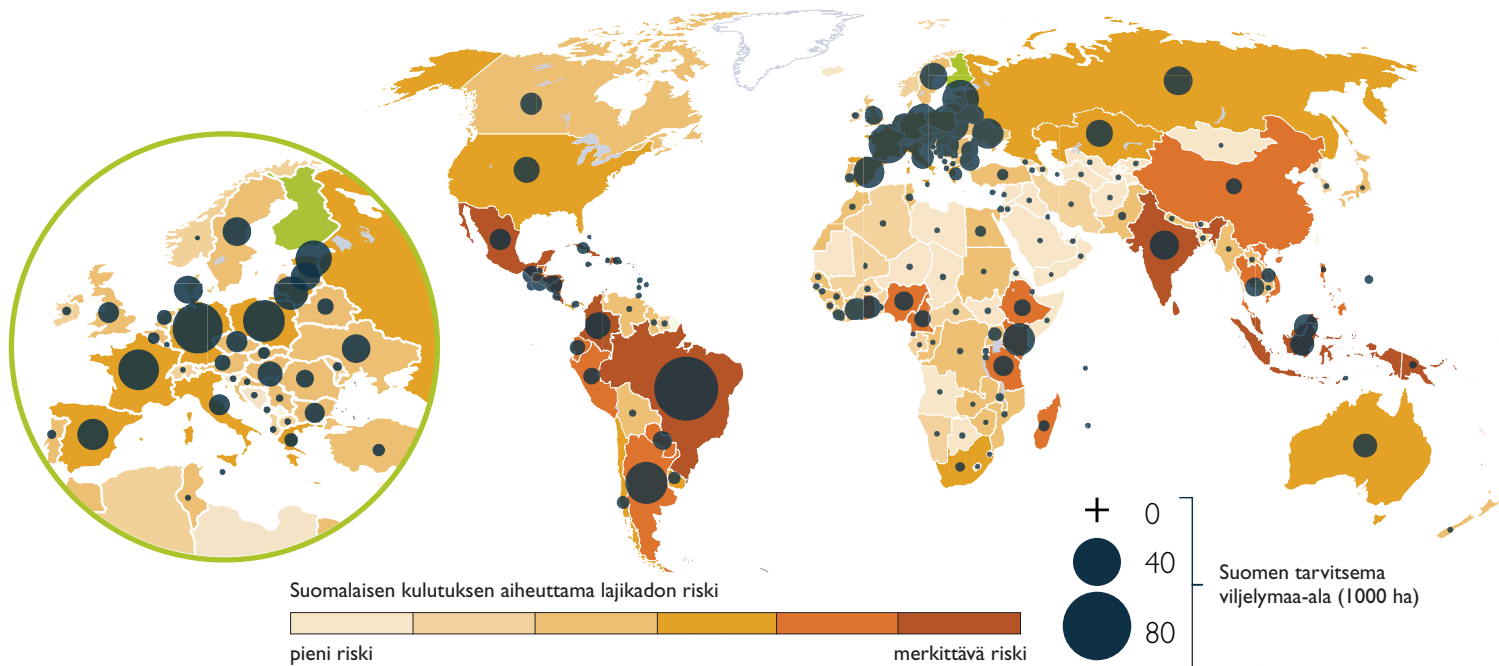 Suomalaisen kulutuksen aiheuttama lajikadon riski
pieni riski
merkittävä riski
0
40
80
Suomen tarvitsema
viljelymaa-ala (1000 ha)